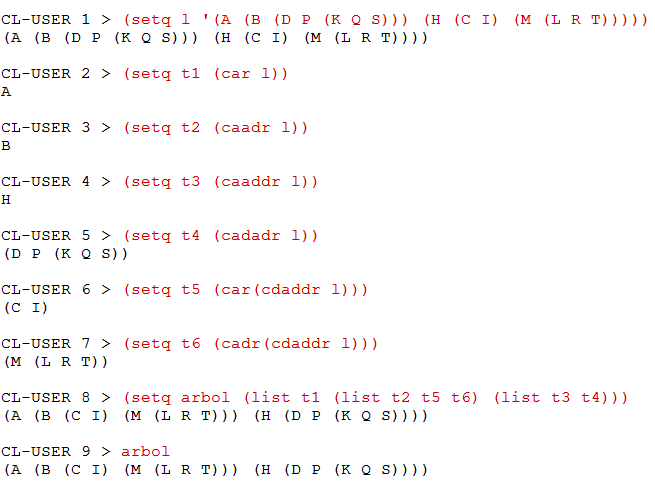 CL-USER 1 > (setq l '(A (B (D P (K Q S))) (H (C I) (M (L R T)))))
(A (B (D P (K Q S))) (H (C I) (M (L R T))))
CL-USER 2 > (setq t1 (car l))
A
CL-USER 3 > (setq t2 (caadr l))
B
CL-USER 4 > (setq t3 (caaddr l))
H
CL-USER 5 > (setq t4 (cadadr l))
(D P (K Q S))
CL-USER 6 > (setq t5 (car(cdaddr l)))
(C I)
CL-USER 7 > (setq t6 (cadr(cdaddr l)))
(M (L R T))
CL-USER 8 > (setq arbol (list t1 (list t2 t5 t6) (list t3 t4)))
(A (B (C I) (M (L R T))) (H (D P (K Q S))))
CL-USER 9 > arbol
(A (B (C I) (M (L R T))) (H (D P (K Q S))))